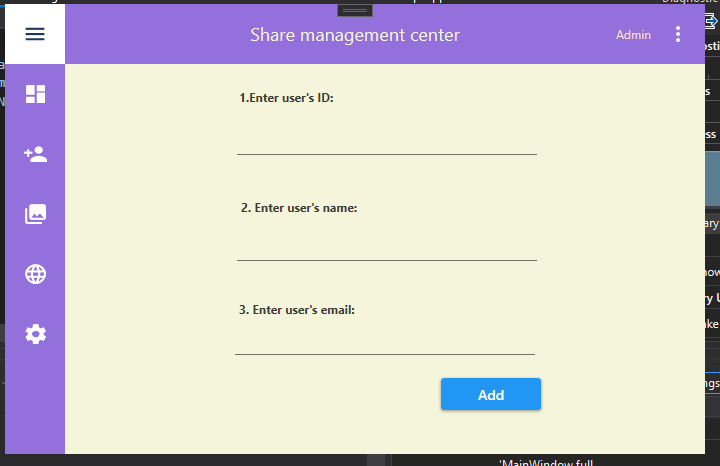 Share management center
Admin
1.Enter user's ID:
2. Enter user's name:
3. Enter user's email:
Add
'MainWindow.full